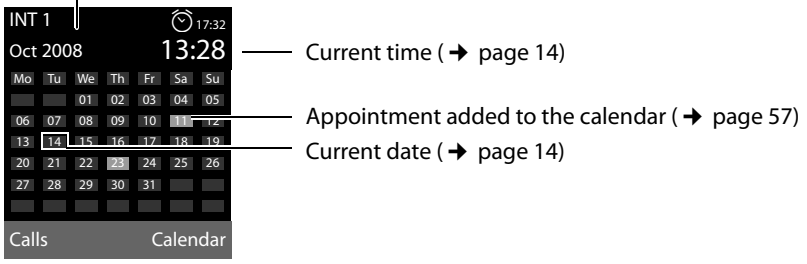 INT 1 17:32
Oct 2008 13:28
Current time ( ➔ page 14)
Mo Tu We Th Fr Sa Su
01 02 03 04 05
06 07 08 09 10 11 12
Appointment added to the calendar ( ➔ page 57)
13 14 15 16 17 18 19
Current date ( ➔ page 14)
20 21 22 23 24 25 26
27 28 29 30 31
Calls Calendar